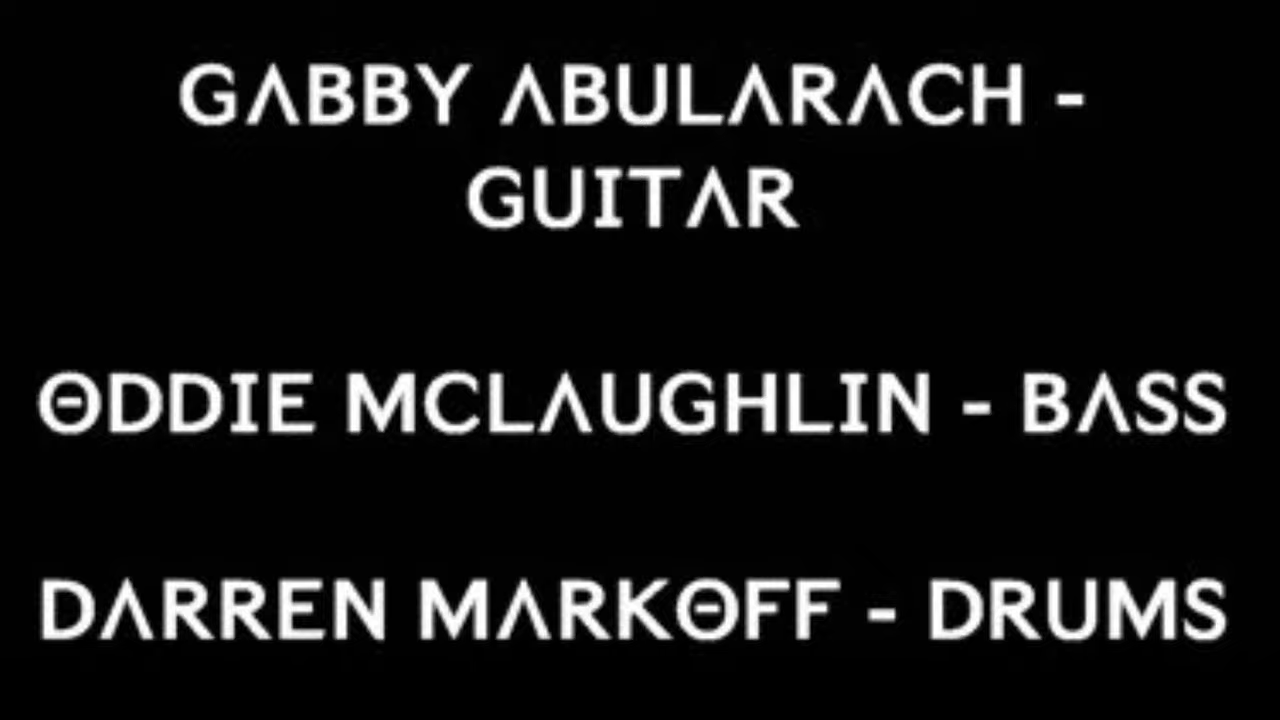 GABBY ABULARACH -
GUITAR
ODDIE MCLAUGHLIN - BASS
DARREN MARKOFF - DRUMS